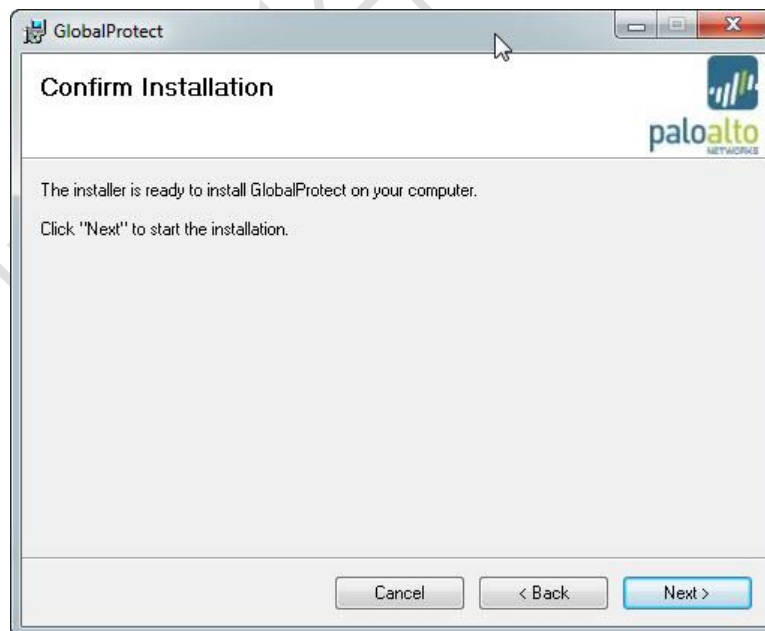 GlobalProtect
Confirm Installation
paloalto
NETWORKS
The installer is ready to install GlobalProtect on your computer.
Click "Next" to start the installation.
Cancel
< Back
Next >